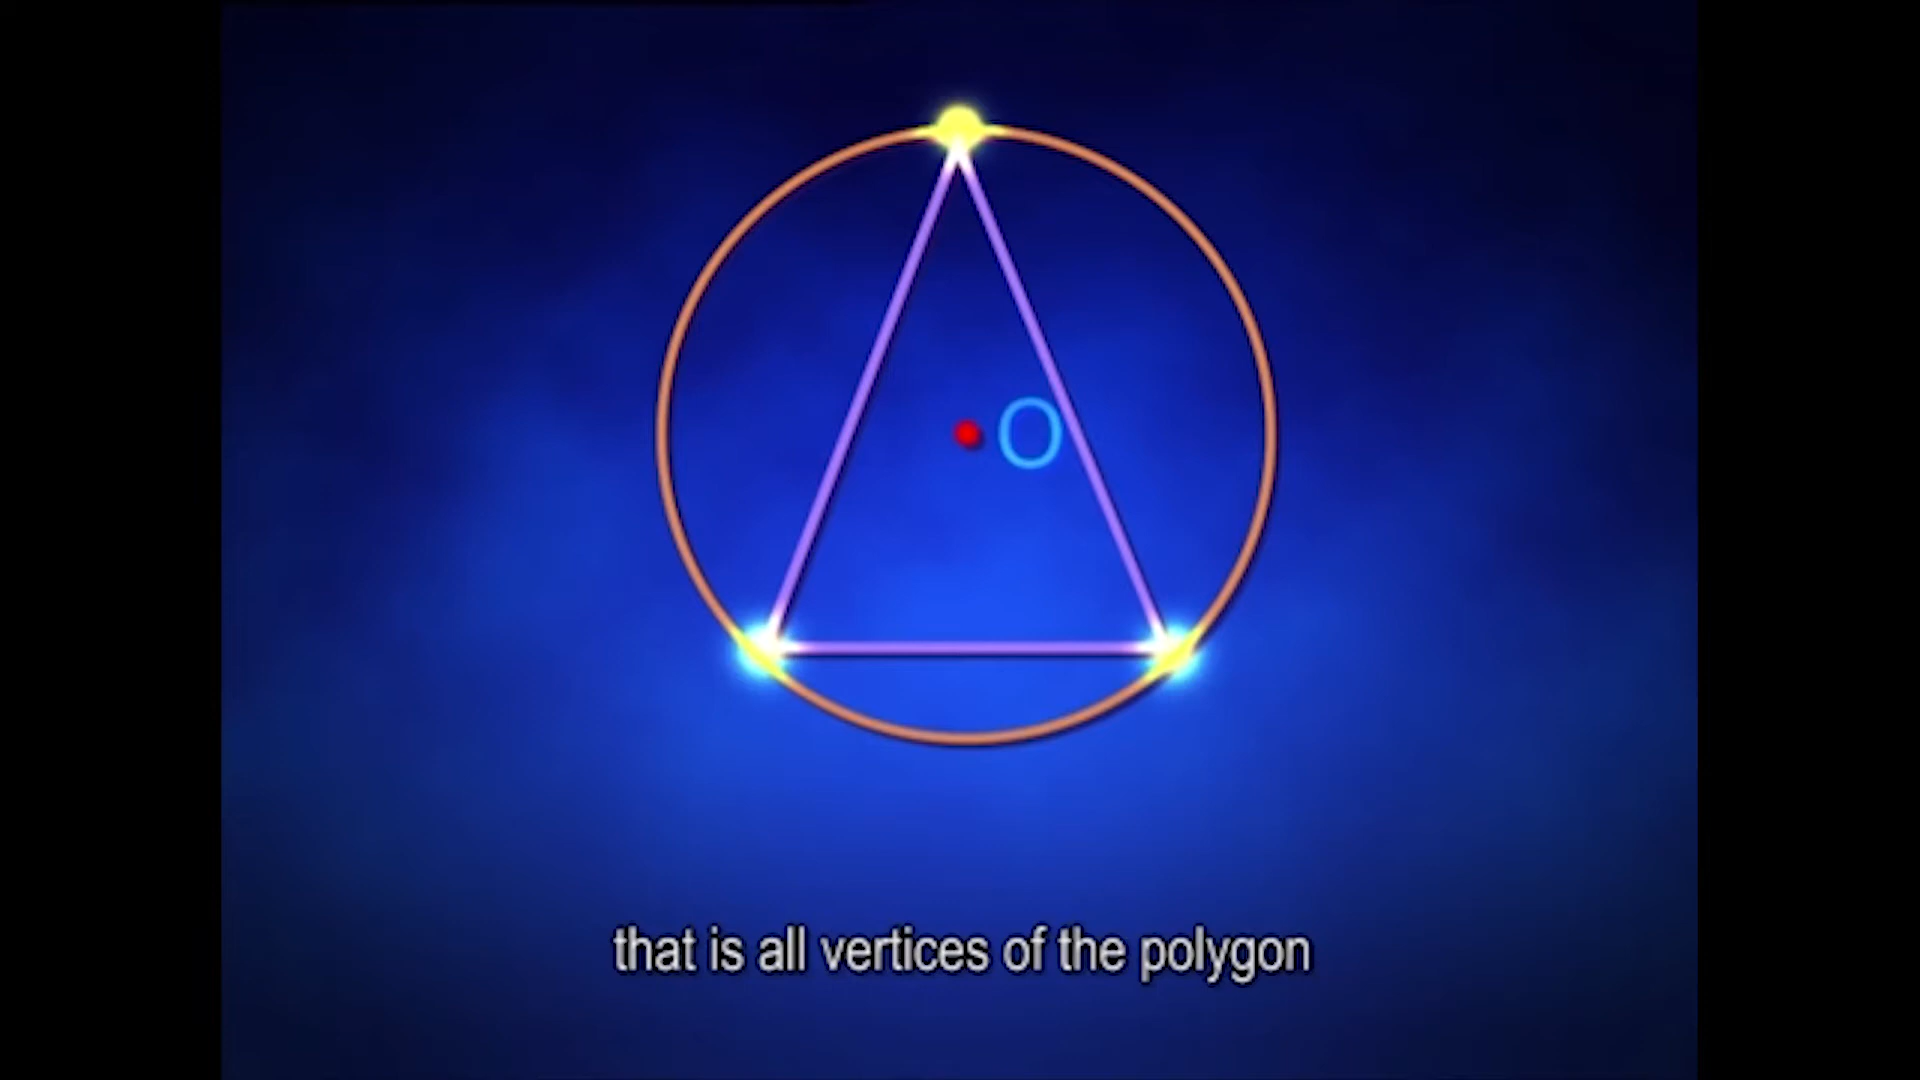 O
that is all vertices of the polygon